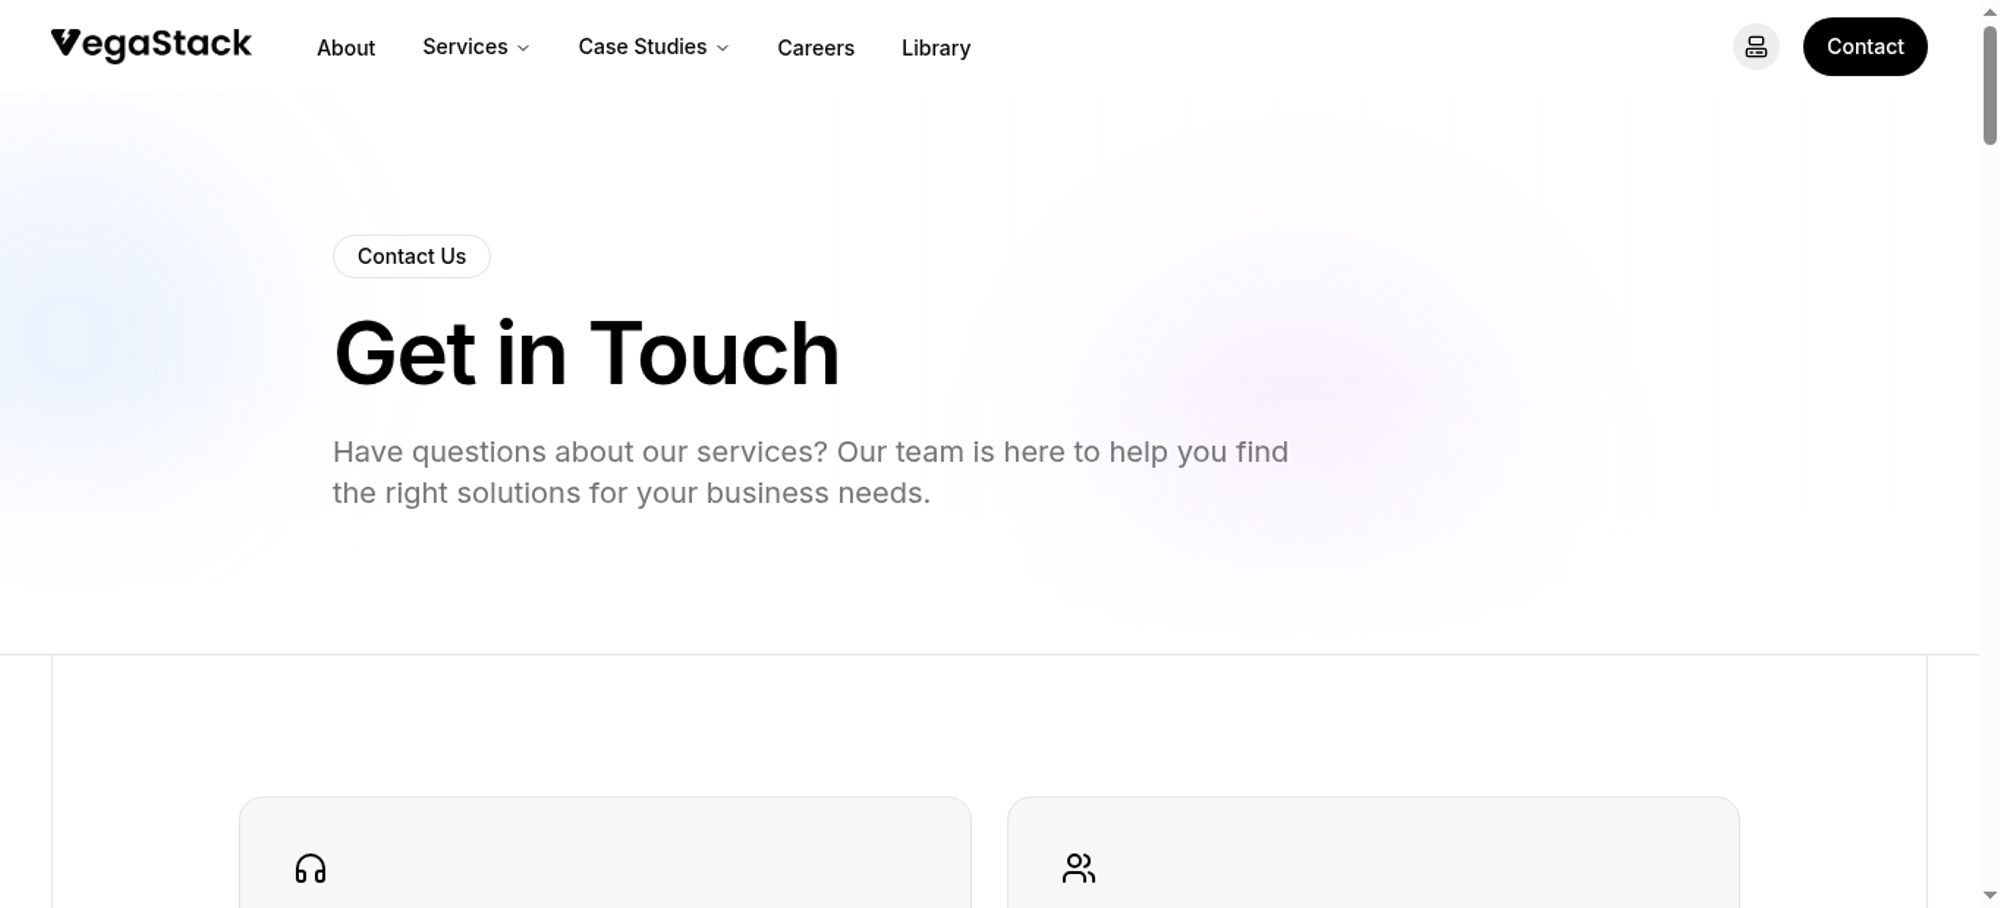 VegaStack
About
Services
Case Studies
Careers
Library
Contact
Contact Us
Get in Touch
Have questions about our services? Our team is here to help you find
the right solutions for your business needs.